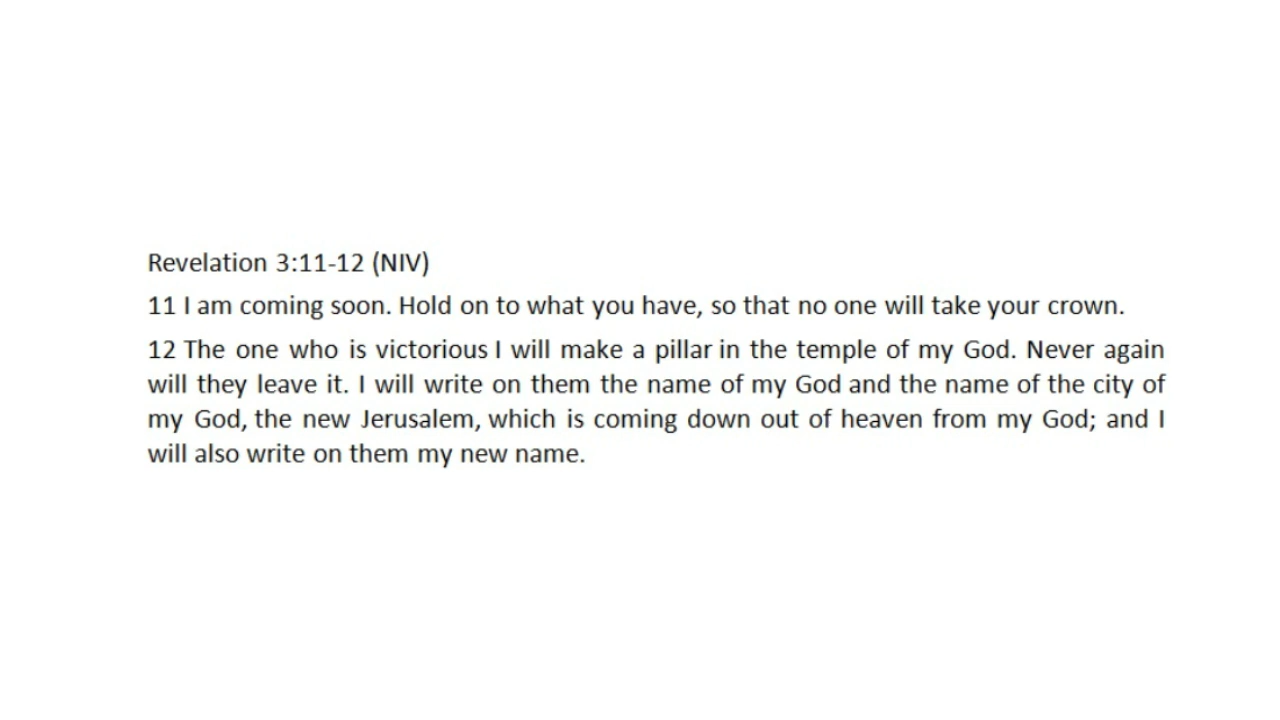 Revelation 3:11-12 (NIV)
11 I am coming soon. Hold on to what you have, so that no one will take your crown.
12 The one who is victorious I will make a pillar in the temple of my God. Never again
will they leave it. I will write on them the name of my God and the name of the city of
my God, the new Jerusalem, which is coming down out of heaven from my God; and I
will also write on them my new name.